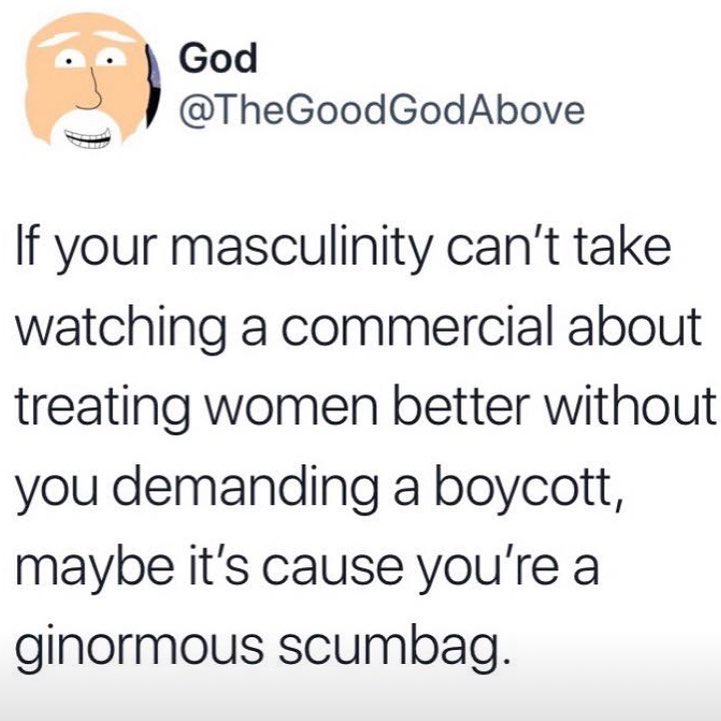 God
@TheGoodGodAbove
If your masculinity can't take
watching a commercial about
treating women better without
you demanding a boycott,
maybe it's cause you're a
ginormous scumbag.